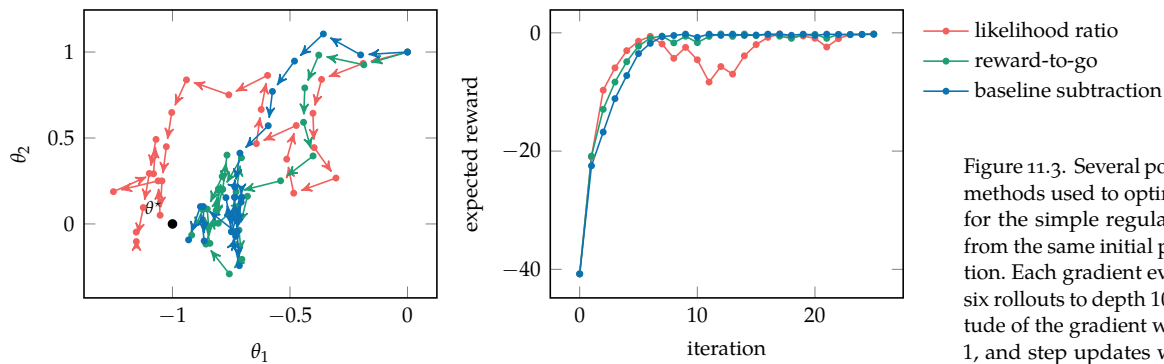 1
0.5
0
θ2
θ*
−1
−0.5
0
θ1
0
−20
−40
expected reward
0
10
20
iteration
likelihood ratio
reward-to-go
baseline subtraction
Figure 11.3. Several po
methods used to optim
for the simple regula
from the same initial p
tion. Each gradient ev
six rollouts to depth 10
tude of the gradient w
1, and step updates w